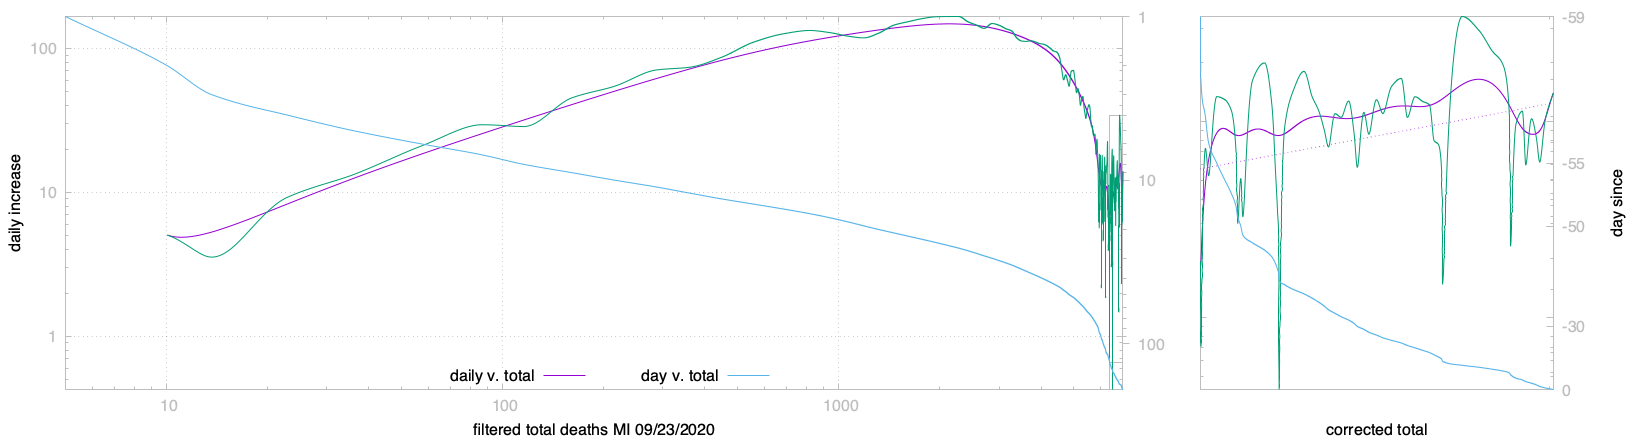 100
10
1
daily increase
10
100
1000
filtered total deaths MI 09/23/2020
daily v. total
day v. total
1
10
100
-59
-55
-50
-30
0
day since
corrected total